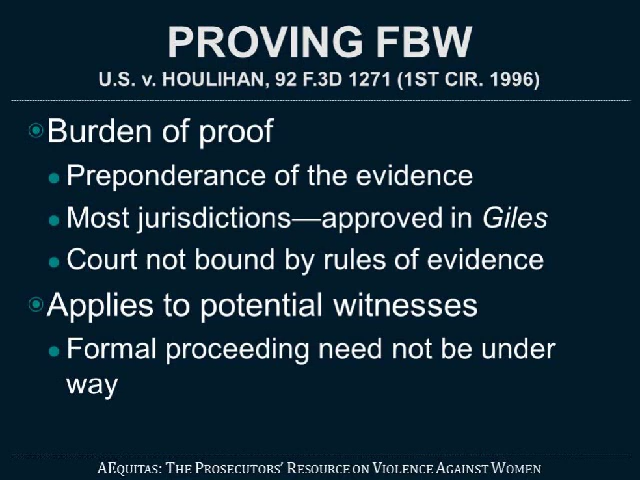 PROVING FBW
U.S. v. HOULIHAN, 92 F.3D 1271 (1ST CIR. 1996)
Burden of proof
Preponderance of the evidence
Most jurisdictions—approved in Giles
Court not bound by rules of evidence
Applies to potential witnesses
Formal proceeding need not be under
way
AEQUITAS: THE PROSECUTORS' RESOURCE ON VIOLENCE AGAINST WOMEN